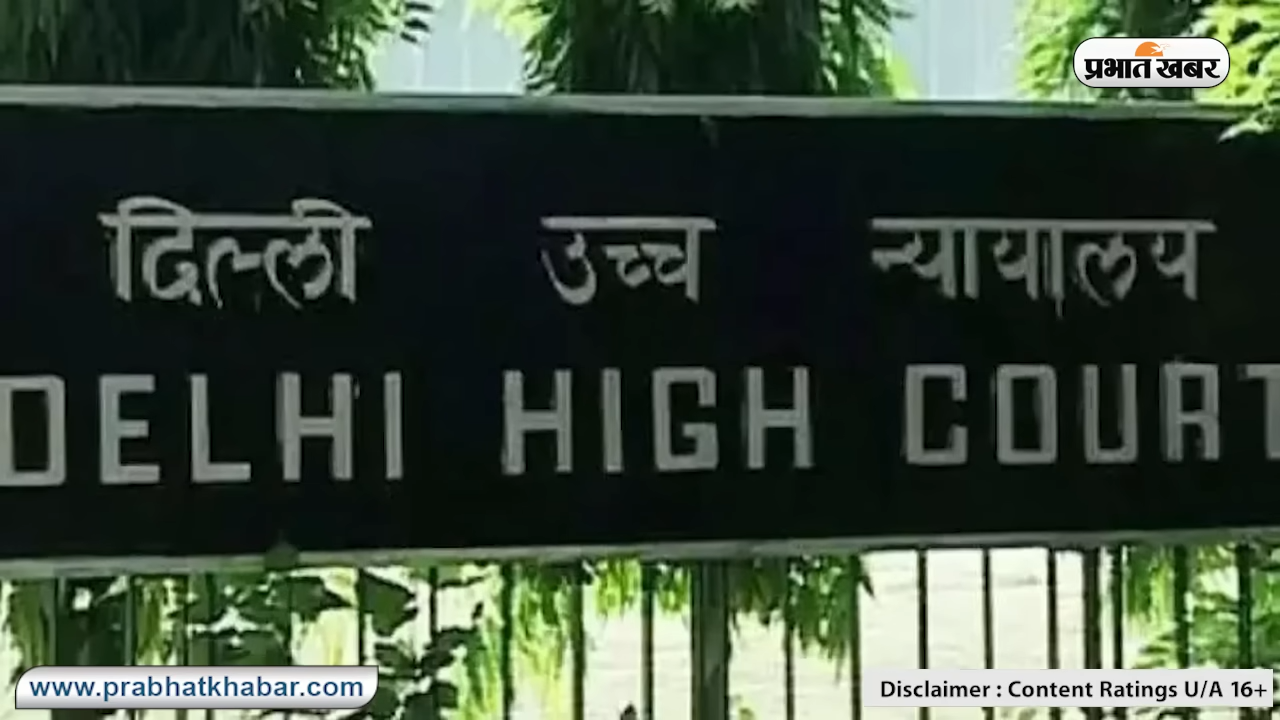 प्रभात खबर
दिल्ली उच्च न्यायालय
DELHI HIGH COURT
www.prabhatkhabar.com
Disclaimer : Content Ratings U/A 16+